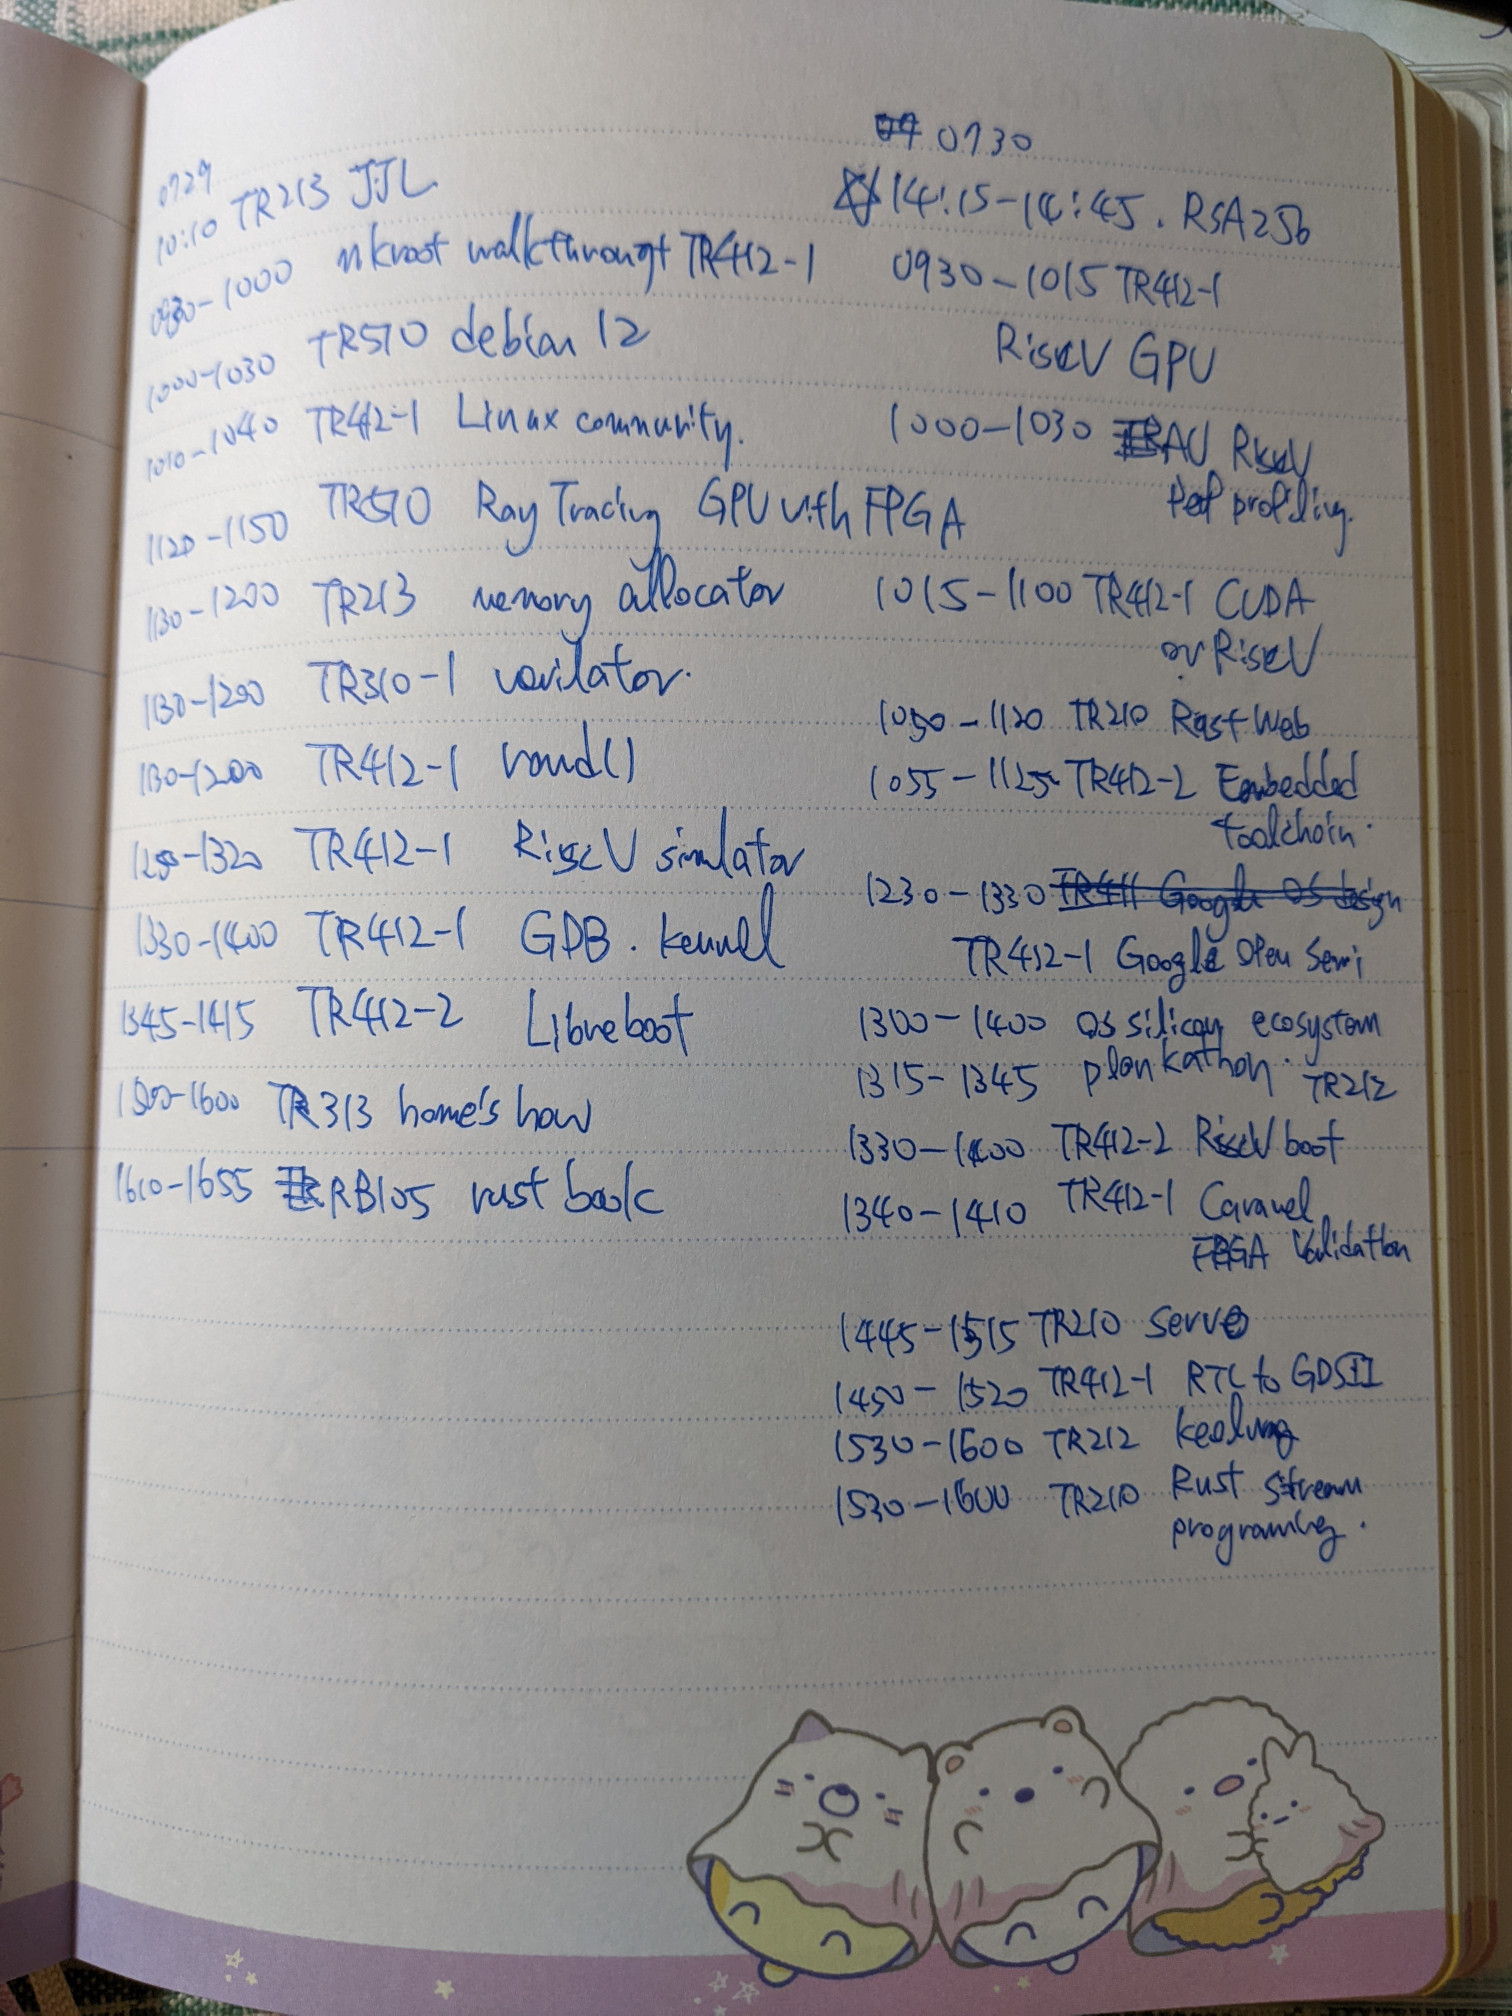 0729
10:10 TR213 JJL
0930-1000 nkroot walkthrought TR412-1
1000-1030 TR510 debian 12
1010-1040 TR412-1 Linux community.
1120-1150 TR510 Ray Tracing GPU with FPGA
1130-1200 TR213 memory allocator
1130-1200 TR310-1 verilator.
1130-1200 TR412-1 rand()
1250-1320 TR412-1 RiscV simulator
1330-1400 TR412-1 GDB. kernel
1345-1415 TR412-2 Libreboot
1500-1600 TR313 home's how
1610-1655 RB105 rust book
0730
14:15-14:45. RSA256
0930-1015 TR412-1
RiscV GPU
1000-1030 AU RiscV
Perf profiling.
1015-1100 TR412-1 CUDA
or RiscV
1050-1120 TR210 Rust Web
1055-1125 TR412-2 Embedded
toolchain.
1230-1330 TR411 Google OS design
TR412-1 Google Open Semi
1300-1400 OS silicon ecosystem
1315-1345 plonkathon. TR212
1330-1400 TR412-2 RiscV boot
1340-1410 TR412-1 Caravel
FPGA Validation
1445-1515 TR210 Servo
1450-1520 TR412-1 RTL to GDSII
1530-1600 TR212 keelung
1530-1600 TR210 Rust stream
programing.